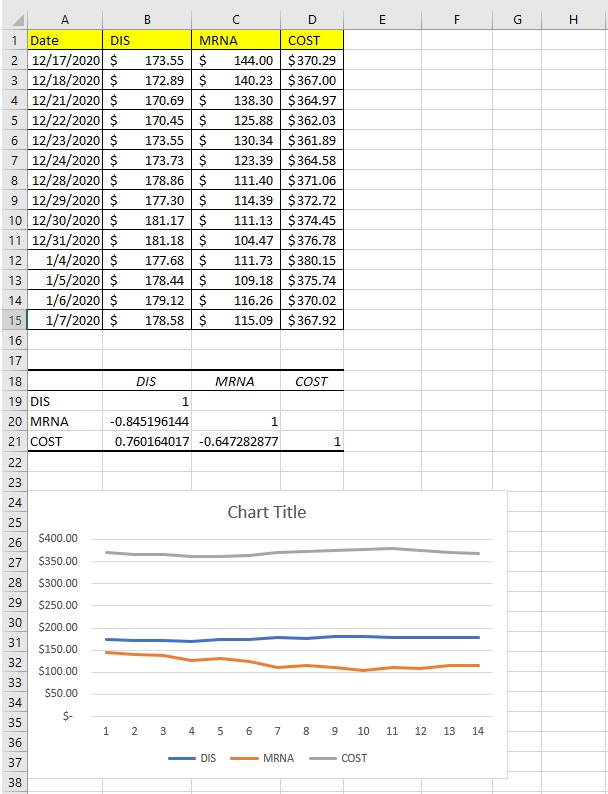 A B C D E F G H
1 Date DIS MRNA COST
2 12/17/2020 $ 173.55 $ 144.00 $370.29
3 12/18/2020 $ 172.89 $ 140.23 $367.00
4 12/21/2020 $ 170.69 $ 138.30 $364.97
5 12/22/2020 $ 170.45 $ 125.88 $362.03
6 12/23/2020 $ 173.55 $ 130.34 $361.89
7 12/24/2020 $ 173.73 $ 123.39 $364.58
8 12/28/2020 $ 178.86 $ 111.40 $371.06
9 12/29/2020 $ 177.30 $ 114.39 $372.72
10 12/30/2020 $ 181.17 $ 111.13 $374.45
11 12/31/2020 $ 181.18 $ 104.47 $376.78
12 1/4/2020 $ 177.68 $ 111.73 $380.15
13 1/5/2020 $ 178.44 $ 109.18 $375.74
14 1/6/2020 $ 179.12 $ 116.26 $370.02
15 1/7/2020 $ 178.58 $ 115.09 $367.92
16
17
18 DIS MRNA COST
19 DIS 1
20 MRNA -0.845196144 1
21 COST 0.760164017 -0.647282877 1
22
23
24
25
26
27
28
29
30
31
32
33
34
35
36
37
38
Chart Title
$400.00
$350.00
$300.00
$250.00
$200.00
$150.00
$100.00
$50.00
$-
1 2 3 4 5 6 7 8 9 10 11 12 13 14
DIS MRNA COST